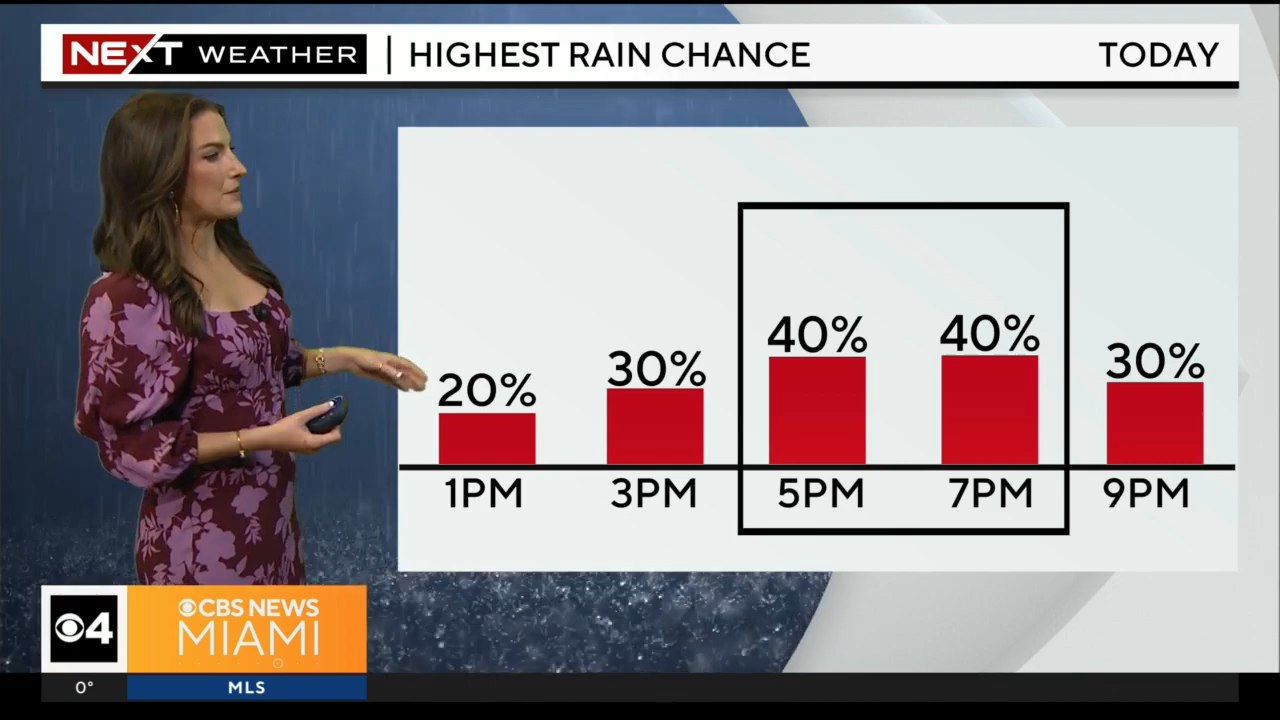 NEXT WEATHER | HIGHEST RAIN CHANCE TODAY
20% 30% 40% 40% 30%
1PM 3PM 5PM 7PM 9PM
4 CBS NEWS
MIAMI
0° MLS